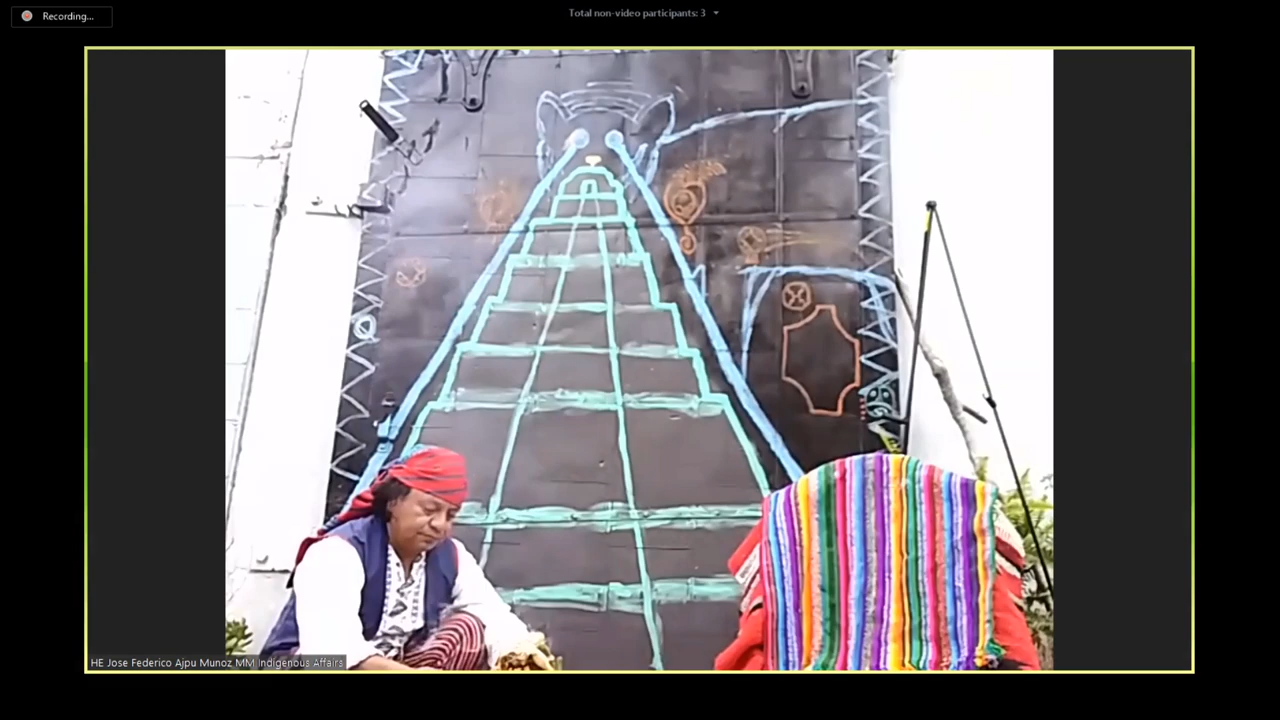 Recording...
Total non-video participants: 3
HE Jose Federico Ajpu Munoz MM Indigenous Affairs